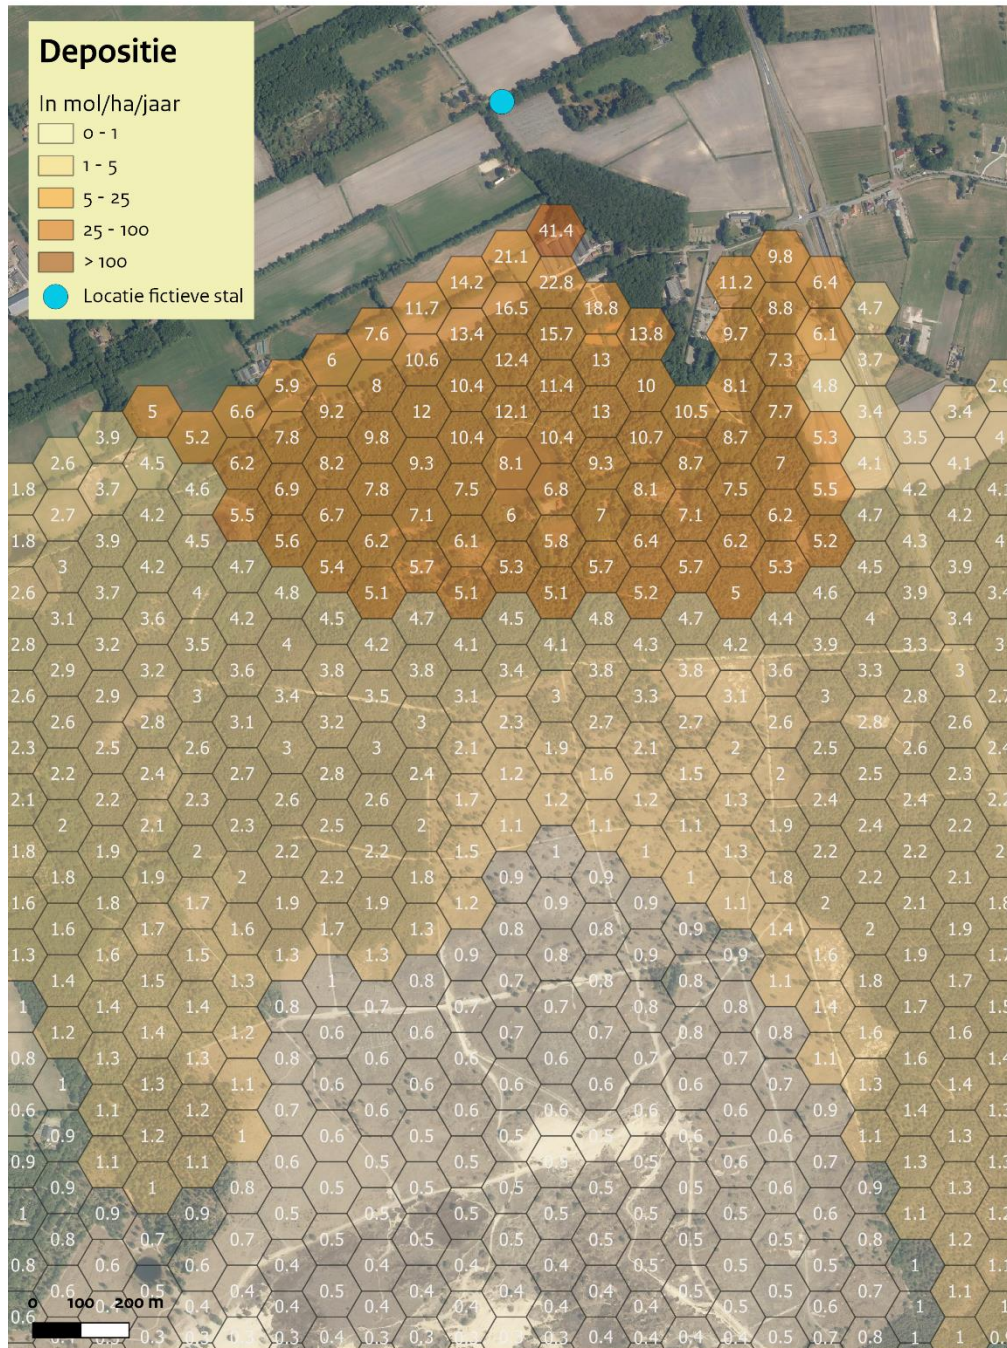 Depositie
In mol/ha/jaar
0 - 1
1 - 5
5 - 25
25 - 100
> 100
Locatie fictieve stal
41.4
21.1 9.8
14.2 22.8 11.2 6.4
11.7 16.5 18.8 8.8 4.7
7.6 13.4 15.7 13.8 9.7 6.1
6 10.6 12.4 13 7.3 3.7
5.9 8 10.4 11.4 10 8.1 4.8
5 6.6 9.2 12 12.1 13 10.5 7.7 3.4 3.4
3.9 5.2 7.8 9.8 10.4 10.4 10.7 8.7 5.3 3.5
2.6 4.5 6.2 8.2 9.3 8.1 9.3 8.7 7 4.1 4.1
1.8 3.7 4.6 6.9 7.8 7.5 6.8 8.1 7.5 5.5 4.2
2.7 4.2 5.5 6.7 7.1 6 7 7.1 6.2 4.7 4.2
1.8 3.9 4.5 5.6 6.2 6.1 5.8 6.4 6.2 5.2 4.3
3 4.2 4.7 5.4 5.7 5.3 5.7 5.7 5.3 4.5 3.9
2.6 3.7 4 4.8 5.1 5.1 5.1 5.2 5 4.6 3.9 3.4
3.1 3.6 4.2 4.5 4.7 4.5 4.8 4.7 4.4 4 3.4
2.8 3.2 3.5 4 4.2 4.1 4.1 4.3 4.2 3.9 3.3
2.9 3.2 3.6 3.8 3.8 3.4 3.8 3.8 3.6 3.3 3
2.6 2.9 3 3.4 3.5 3.1 3 3.3 3.1 3 2.8
2.6 2.8 3.1 3.2 3 2.3 2.7 2.7 2.6 2.8 2.6
2.3 2.5 2.6 3 3 2.1 1.9 2.1 2 2.5 2.6 2.4
2.2 2.4 2.7 2.8 2.4 1.2 1.6 1.5 2 2.5 2.3
2.1 2.2 2.3 2.6 2.6 1.7 1.2 1.2 1.3 2.4 2.4
2 2.1 2.3 2.5 2 1.1 1.1 1.1 1.9 2.4 2.2
1.8 1.9 2 2.2 2.2 1.5 1 1 1.3 2.2 2.2
1.8 1.9 2 2.2 1.8 0.9 0.9 1 1.8 2.2 2.1
1.6 1.8 1.7 1.9 1.9 1.2 0.9 0.9 1.1 2 2.1 1.8
1.6 1.7 1.6 1.7 1.3 0.8 0.8 0.9 1.4 2 1.9
1.3 1.6 1.5 1.3 1.3 0.9 0.8 0.9 0.9 1.6 1.9 1.2
1.4 1.5 1.3 1 0.8 0.7 0.8 0.8 1.1 1.8 1.7
1 1.4 1.4 0.8 0.7 0.7 0.7 0.8 0.8 1.4 1.7
1.2 1.4 1.2 0.6 0.6 0.7 0.7 0.8 0.8 1.6 1.5
0.8 1.3 1.3 0.8 0.6 0.6 0.6 0.7 0.7 1.1 1.6 1.4
1 1.3 1.1 0.6 0.6 0.6 0.6 0.6 0.7 1.3 1.4
0.6 1.1 1.2 0.7 0.6 0.6 0.6 0.6 0.6 0.9 1.4
0.9 1.2 1 0.6 0.5 0.5 0.5 0.6 0.6 1.1 1.3
0.9 1.1 1.1 0.6 0.5 0.5 0.5 0.5 0.6 0.7 1.3
0.9 1 0.8 0.5 0.5 0.5 0.5 0.5 0.6 0.9 1.3
1 0.9 0.9 0.5 0.5 0.5 0.5 0.5 0.5 0.6 1.1 1.2
0.8 0.7 0.7 0.5 0.5 0.5 0.5 0.5 0.6 0.8 1.2
0.8 0.6 0.6 0.4 0.4 0.4 0.4 0.5 0.5 0.6 1
0.6 0.5 0.5 0.4 0.4 0.4 0.4 0.5 0.5 0.7 1.1
0 100 200 m